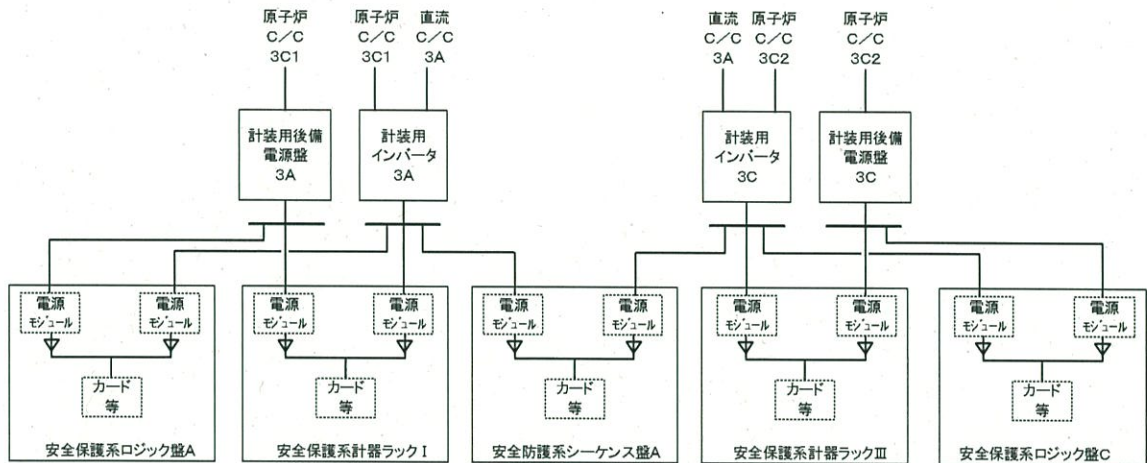 原子炉
C/C
3C1
原子炉
C/C
3C1
直流
C/C
3A
直流
C/C
3A
原子炉
C/C
3C2
原子炉
C/C
3C2
計装用後備
電源盤
3A
計装用
インバータ
3A
計装用
インバータ
3C
計装用後備
電源盤
3C
電源
モジュール
電源
モジュール
カード
等
安全保護系ロジック盤A
電源
モジュール
電源
モジュール
カード
等
安全保護系計器ラックⅠ
電源
モジュール
電源
モジュール
カード
等
安全防護系シーケンス盤A
電源
モジュール
電源
モジュール
カード
等
安全保護系計器ラックⅢ
電源
モジュール
電源
モジュール
カード
等
安全保護系ロジック盤C